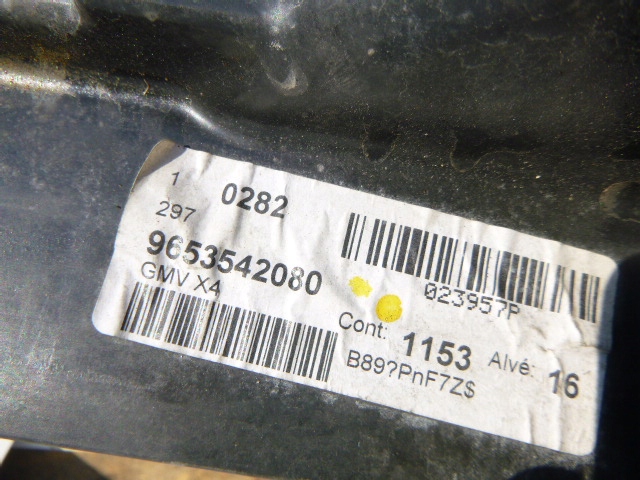 1 0282
297
9653542080
GMV X4
023957P
Cont: 1153 Alvé: 16
B89?PnF7Z$